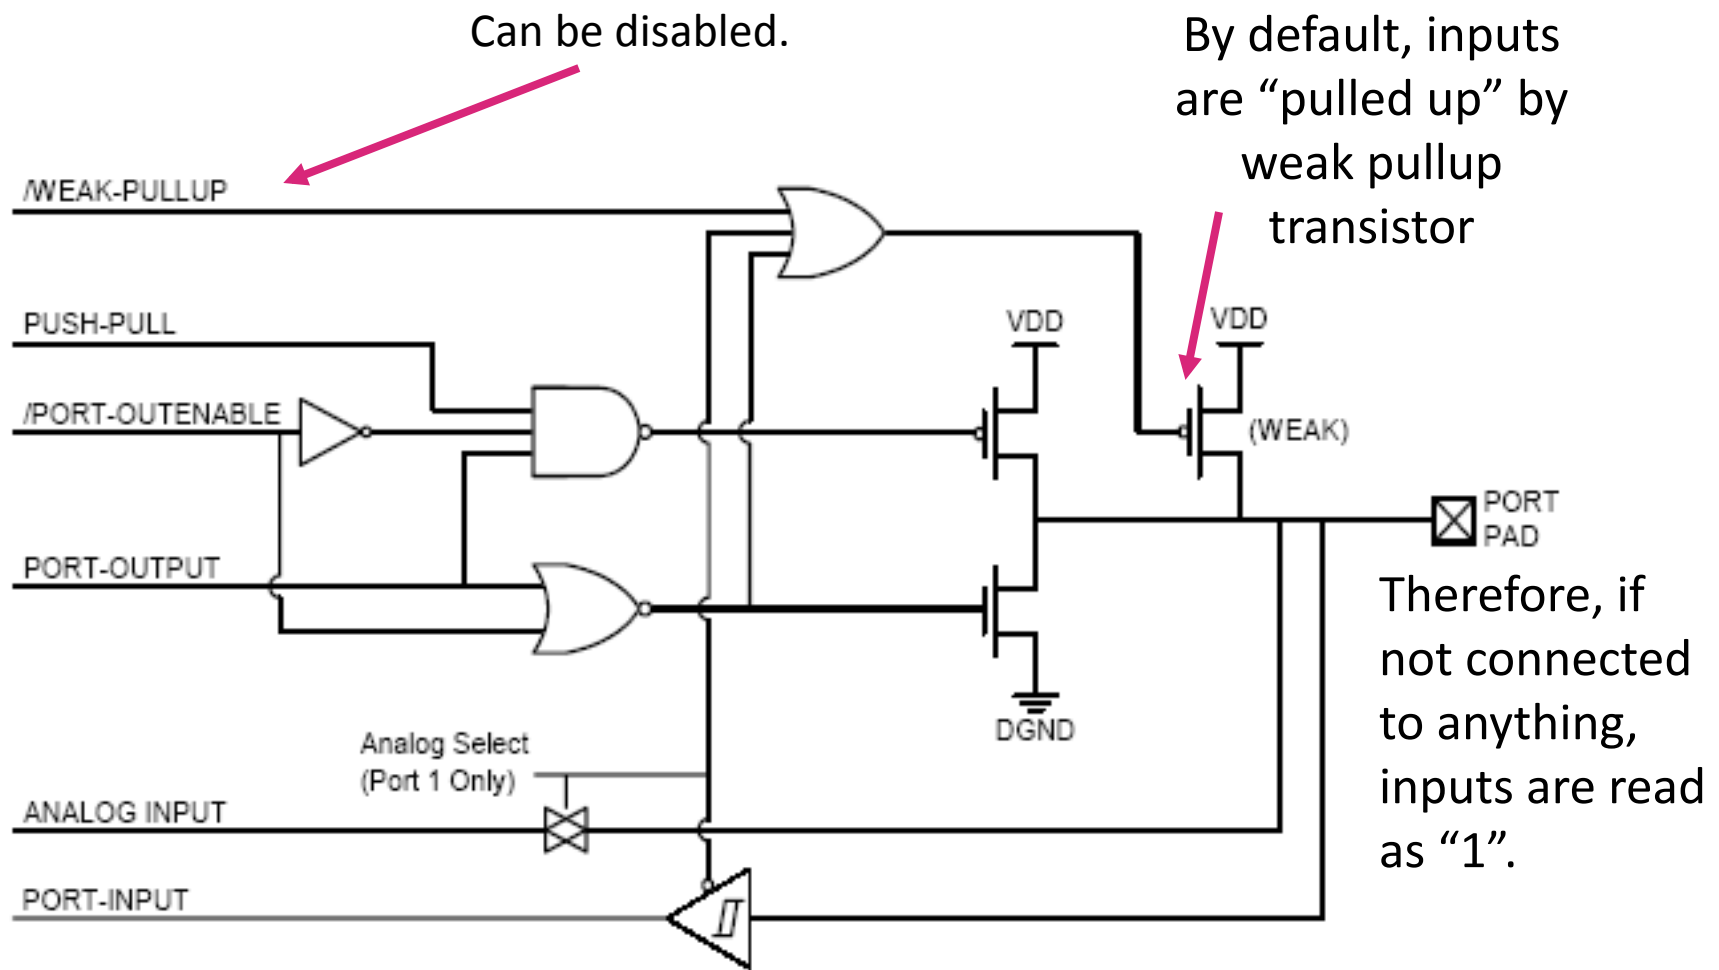 Can be disabled.
By default, inputs
are “pulled up” by
weak pullup
transistor
/WEAK-PULLUP
PUSH-PULL
/PORT-OUTENABLE
PORT-OUTPUT
Analog Select
(Port 1 Only)
ANALOG INPUT
PORT-INPUT
VDD
VDD
(WEAK)
DGND
PORT
PAD
Therefore, if
not connected
to anything,
inputs are read
as “1”.